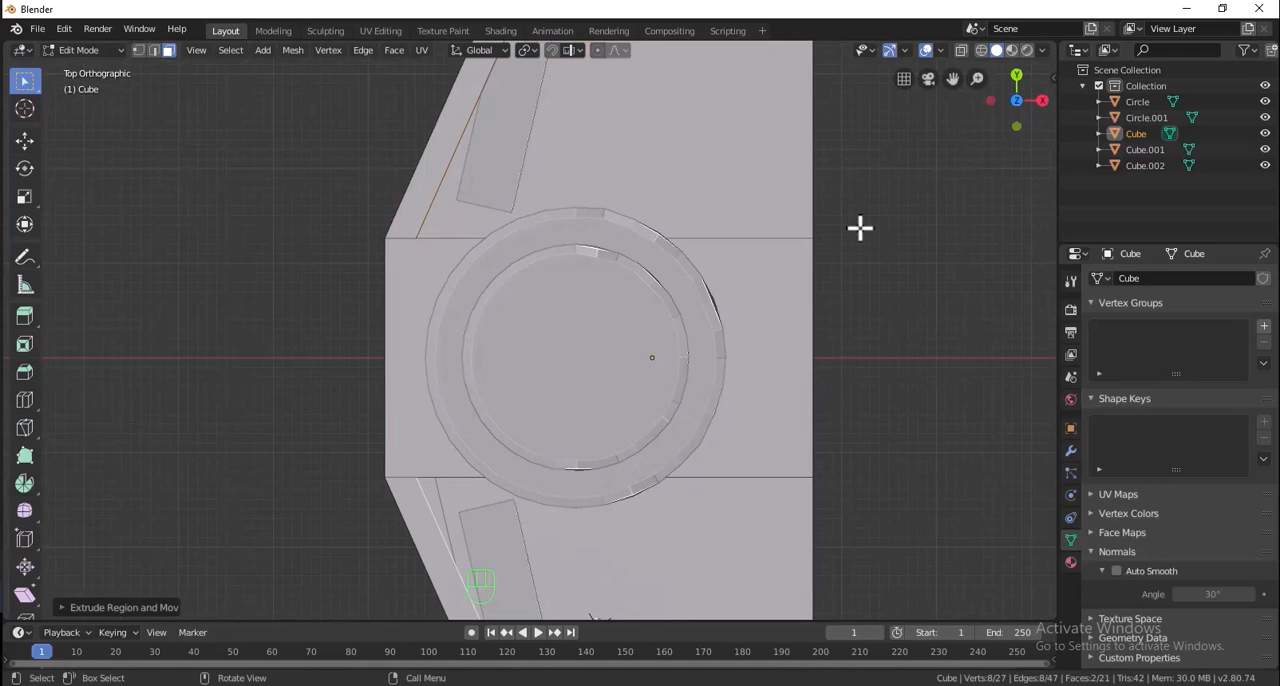 Blender
File Edit Render Window Help Layout Modeling Sculpting UV Editing Texture Paint Shading Animation Rendering Compositing Scripting + Scene View Layer
Edit Mode View Select Add Mesh Vertex Edge Face UV Global
Top Orthographic
(1) Cube
Y
Z X
Scene Collection
Collection
Circle
Circle.001
Cube
Cube.001
Cube.002
Cube Cube
Cube
Vertex Groups
Shape Keys
UV Maps
Vertex Colors
Face Maps
Normals
Auto Smooth
Angle 30°
Texture Space
Geometry Data
Custom Properties
Activate Windows
Go to Settings to activate Windows.
Extrude Region and Mov
Playback Keying View Marker 1 Start: 1 End: 250
1 10 20 30 40 50 60 70 80 90 100 110 120 130 140 150 160 170 180 190 200 210 220 230 240 250
Select Box Select Rotate View Call Menu Cube | Verts:8/27 | Edges:8/47 | Faces:2/21 | Tris:42 | Mem: 30.0 MB | v2.80.74